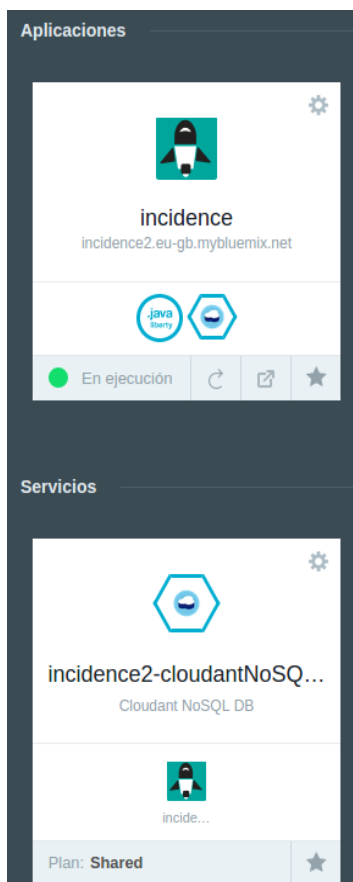 Aplicaciones
incidence
incidence2.eu-gb.mybluemix.net
.java
liberty
En ejecución
Servicios
incidence2-cloudantNoSQ...
Cloudant NoSQL DB
incide...
Plan: Shared